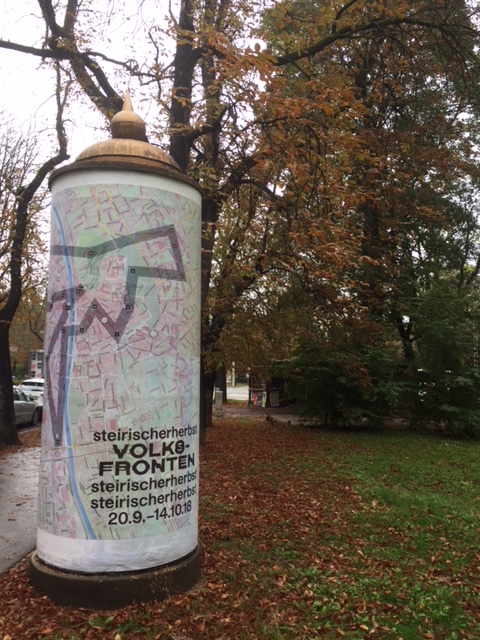 steirischerherbst
VOLKS-
FRONTEN
steirischerherbst
steirischerherbst
20.9.–14.10.18